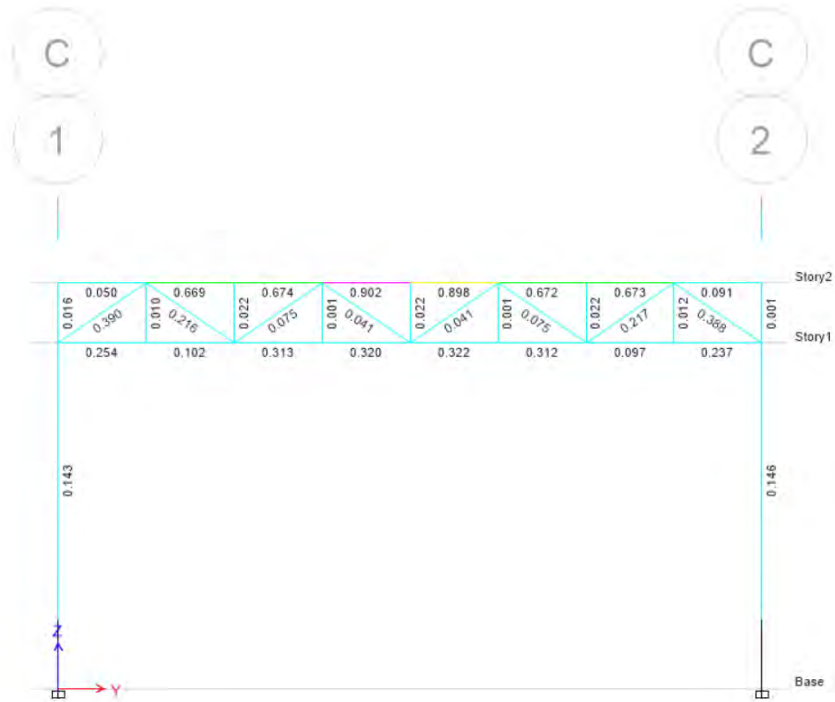 C C
1 2
Story2
0.050 0.669 0.674 0.902 0.898 0.672 0.673 0.091
0.016 0.390 0.010 0.216 0.022 0.075 0.001 0.041 0.022 0.041 0.001 0.075 0.022 0.217 0.012 0.388 0.001
Story1
0.254 0.102 0.313 0.320 0.322 0.312 0.097 0.237
0.143 0.146
Z
Y
Base